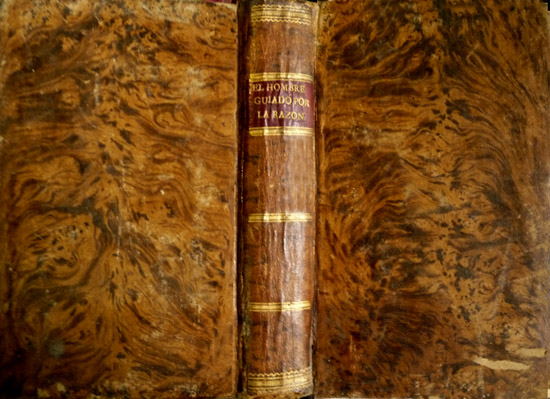 EL HOMBRE
GUIADO POR
LA RAZON